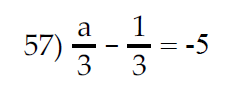 57) a/3 − 1/3 = -5